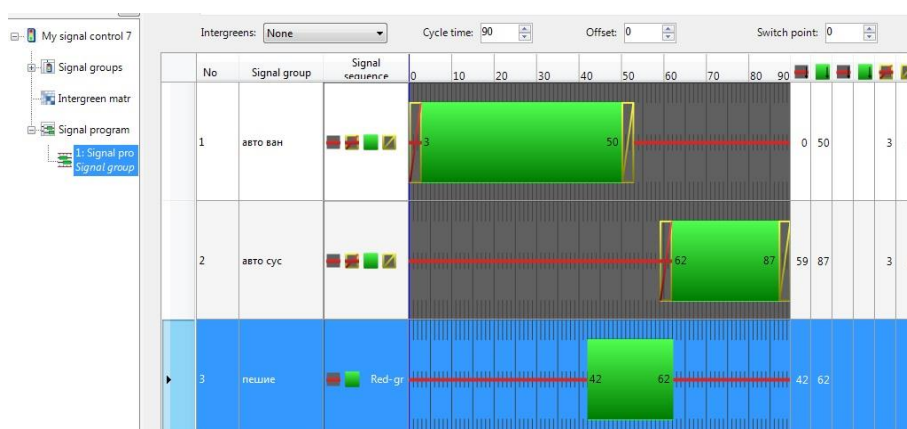 My signal control 7
Signal groups
Intergreen matr
Signal program
1: Signal pro
Signal group
Intergreens: None Cycle time: 90 Offset: 0 Switch point: 0
No Signal group Signal sequence 0 10 20 30 40 50 60 70 80 90
1 авто ван 3 50 0 50 3
2 авто сус 62 87 59 87 3
3 пешие Red-gr 42 62 42 62